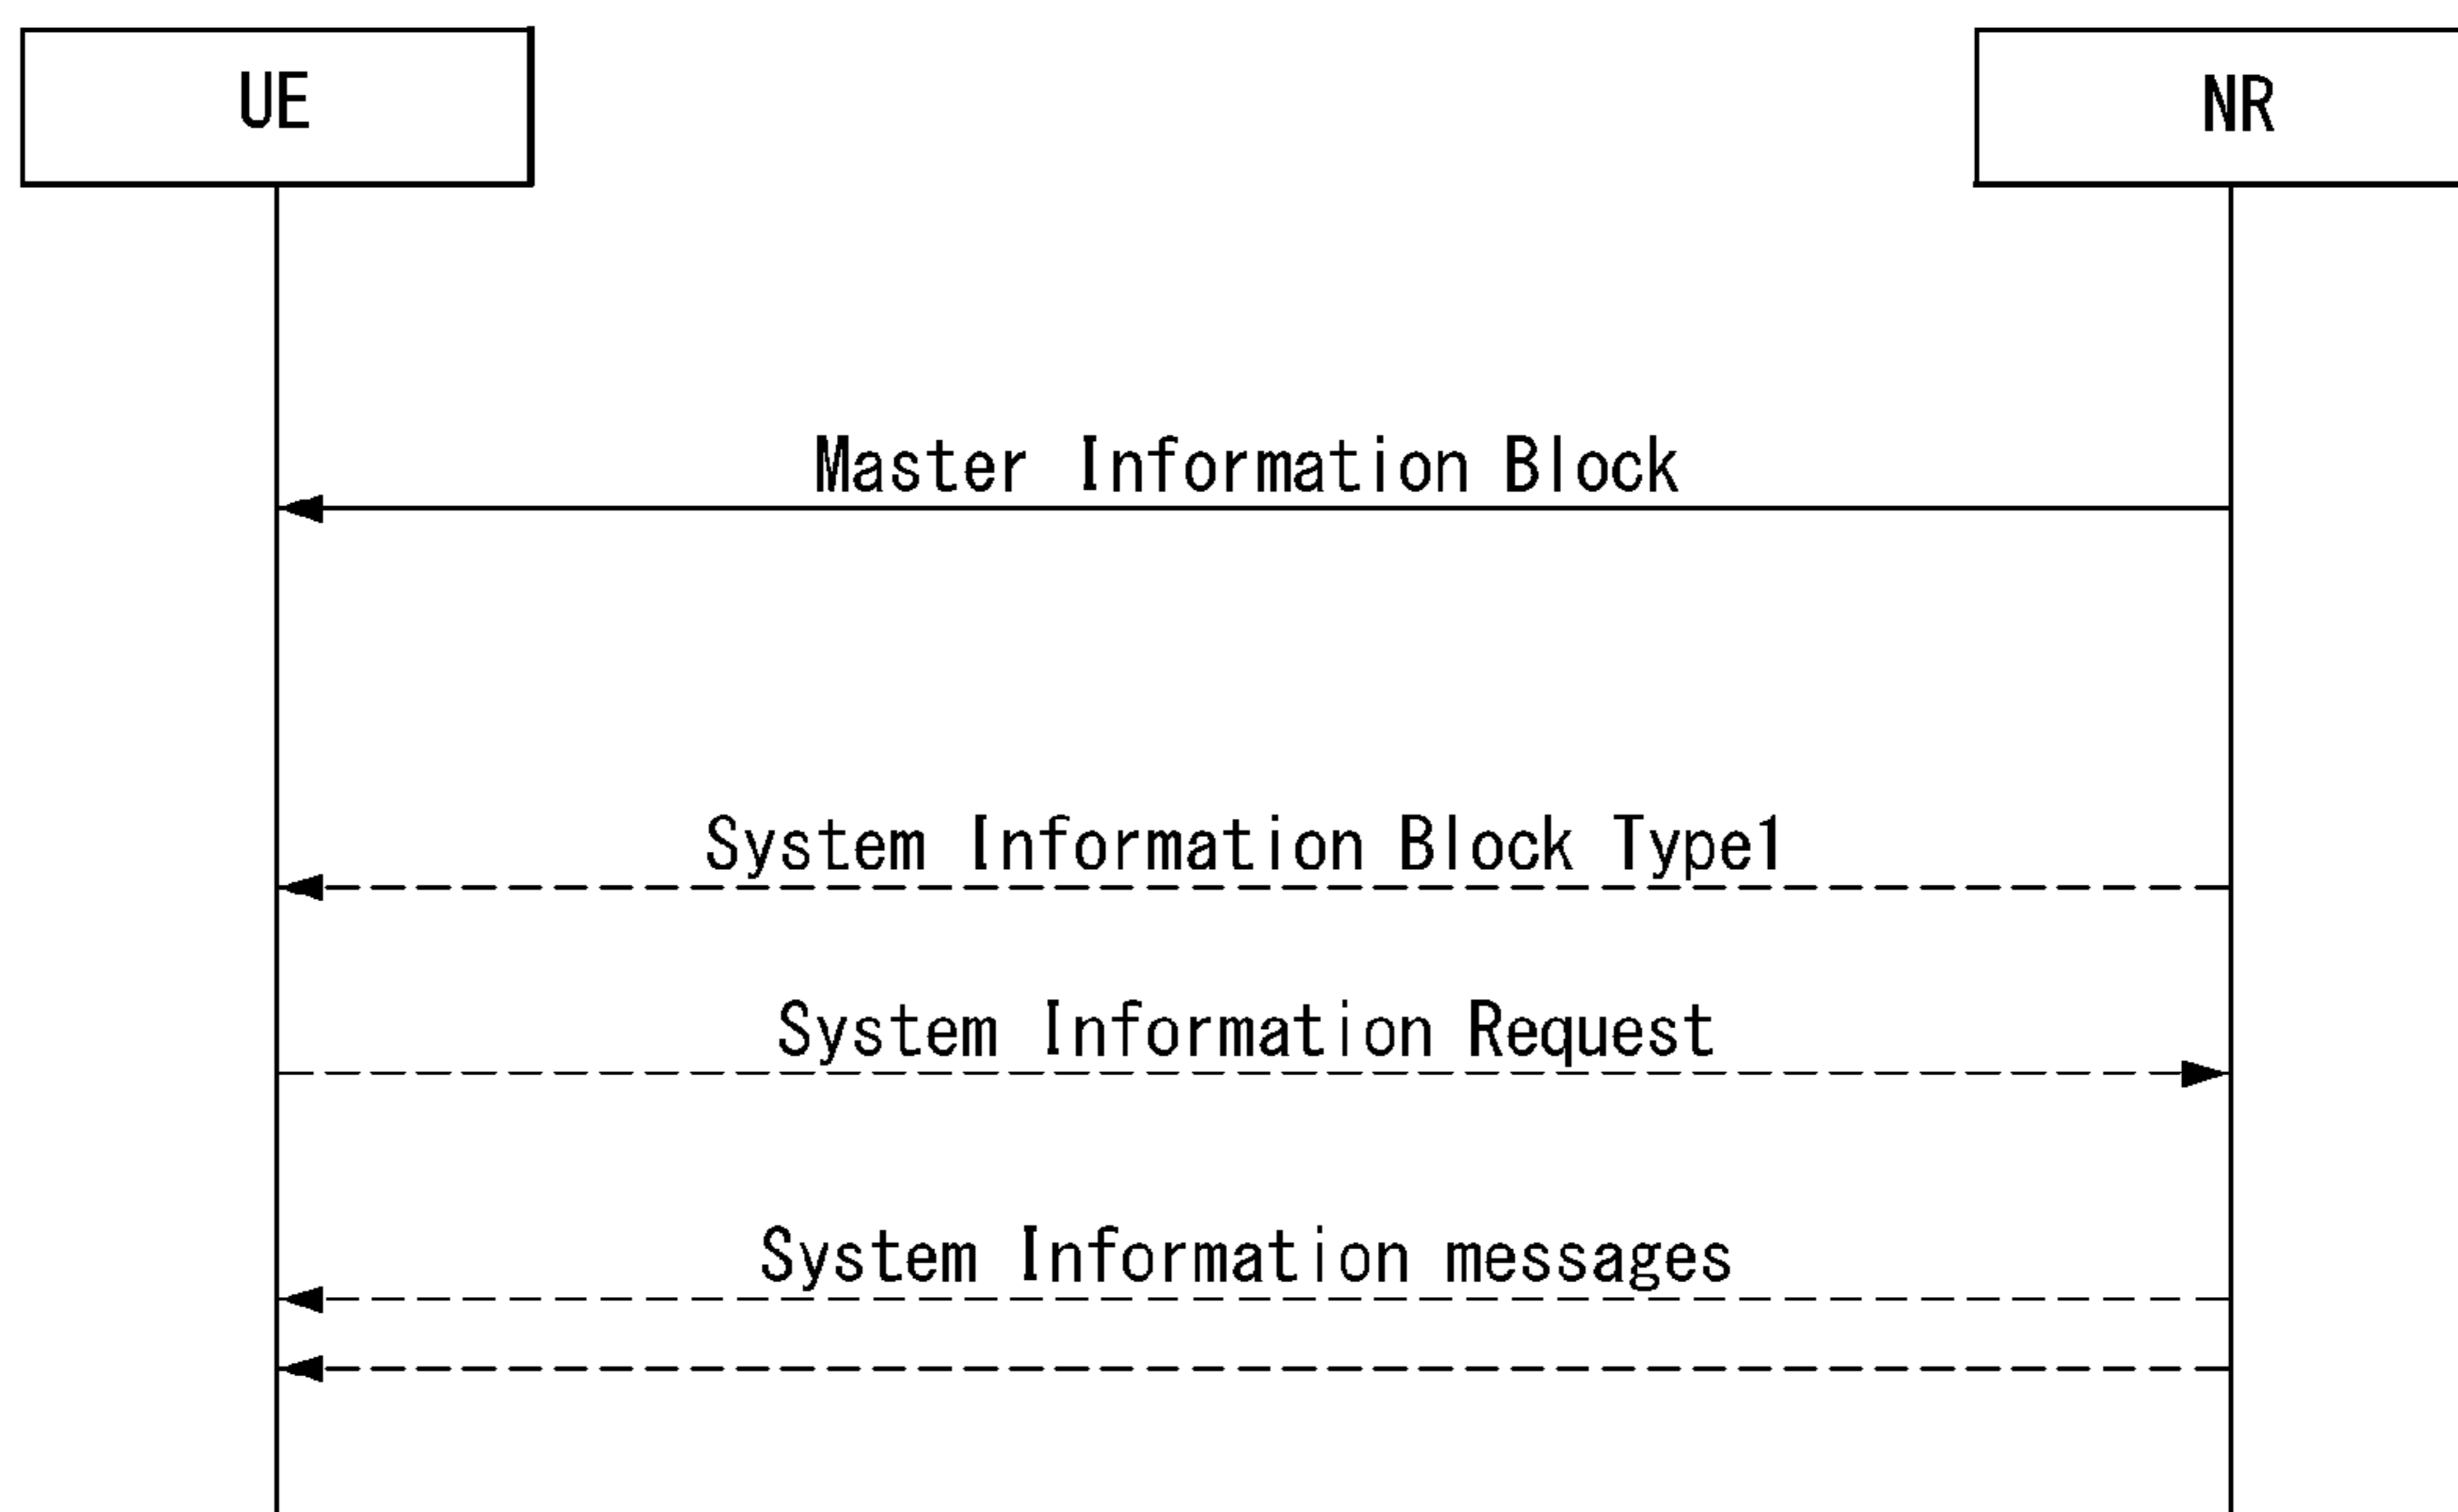 UE
NR
Master Information Block
System Information Block Type1
System Information Request
System Information messages